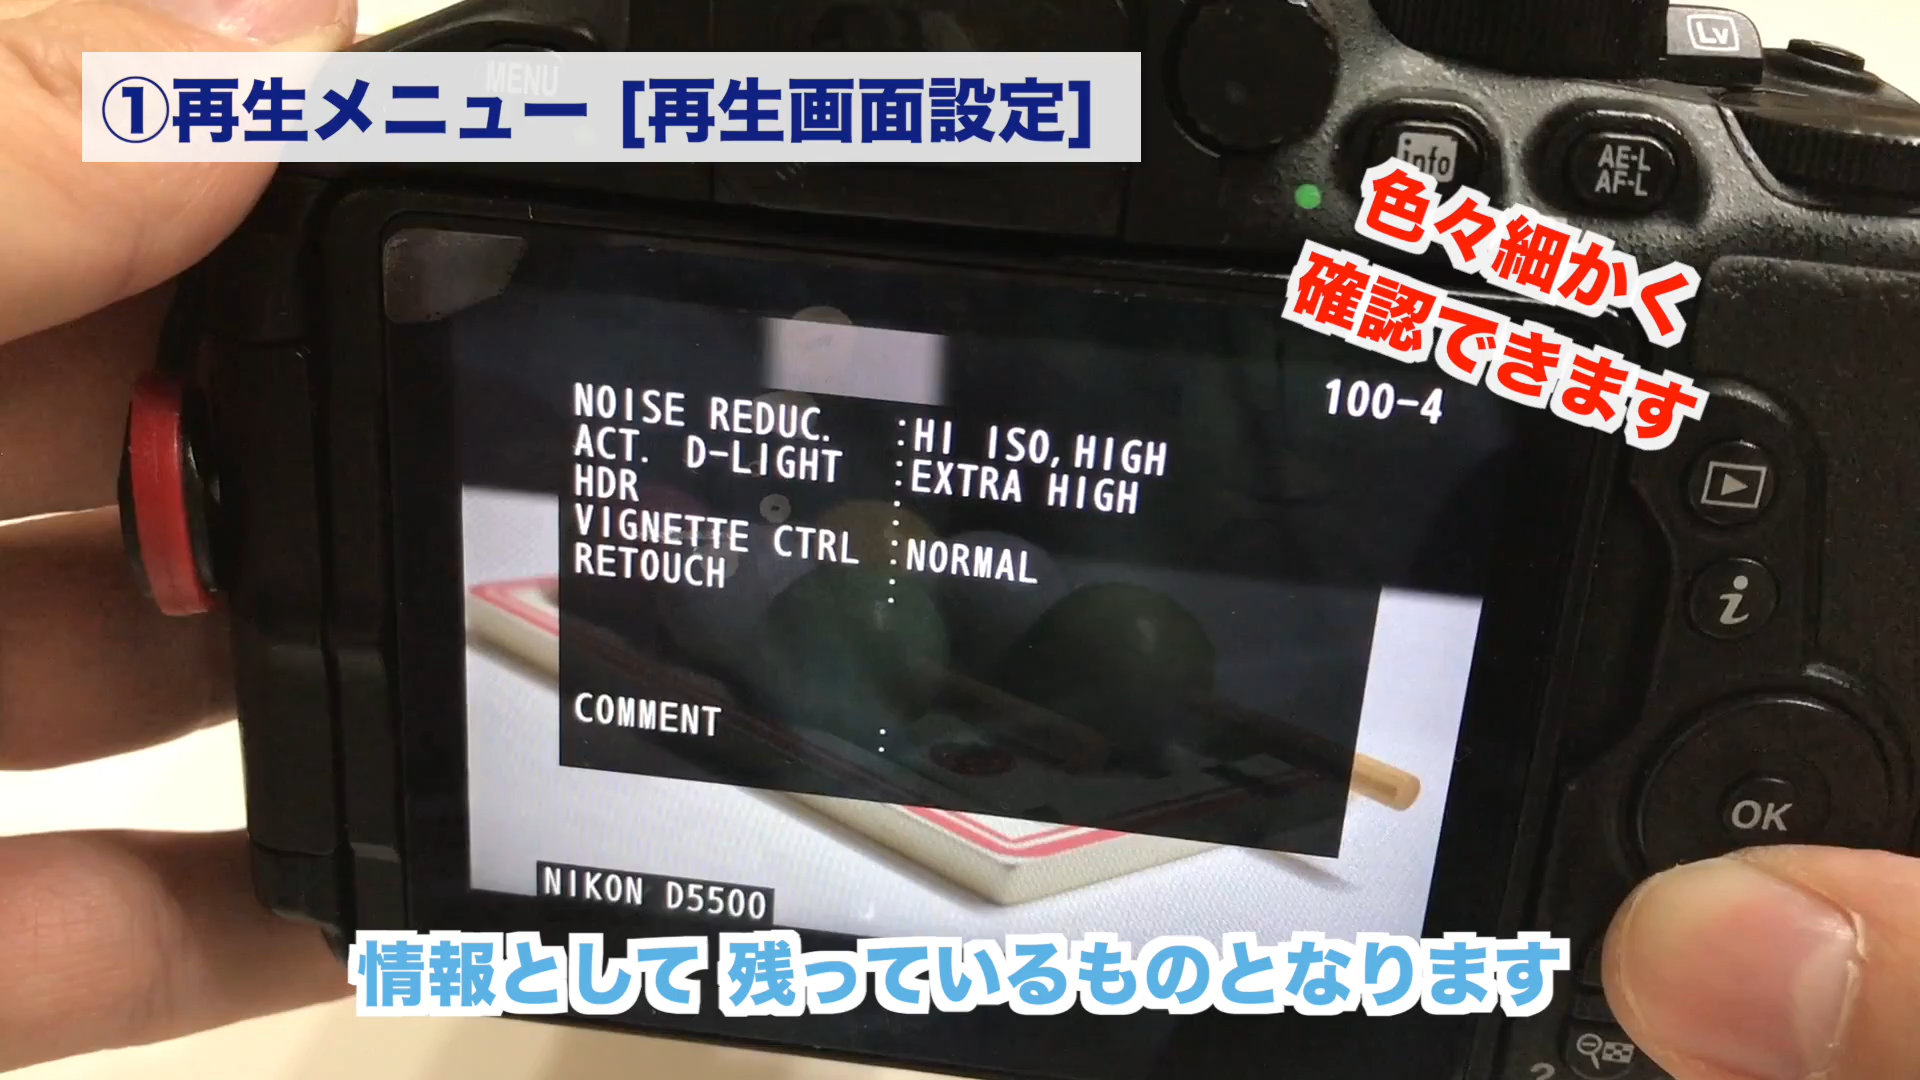 MENU
①再生メニュー [再生画面設定]
Lv
info
AE-L
AF-L
色々細かく
確認できます
100-4
NOISE REDUC. :HI ISO,HIGH
ACT. D-LIGHT :EXTRA HIGH
HDR :
VIGNETTE CTRL :NORMAL
RETOUCH :
COMMENT :
i
OK
NIKON D5500
情報として 残っているものとなります